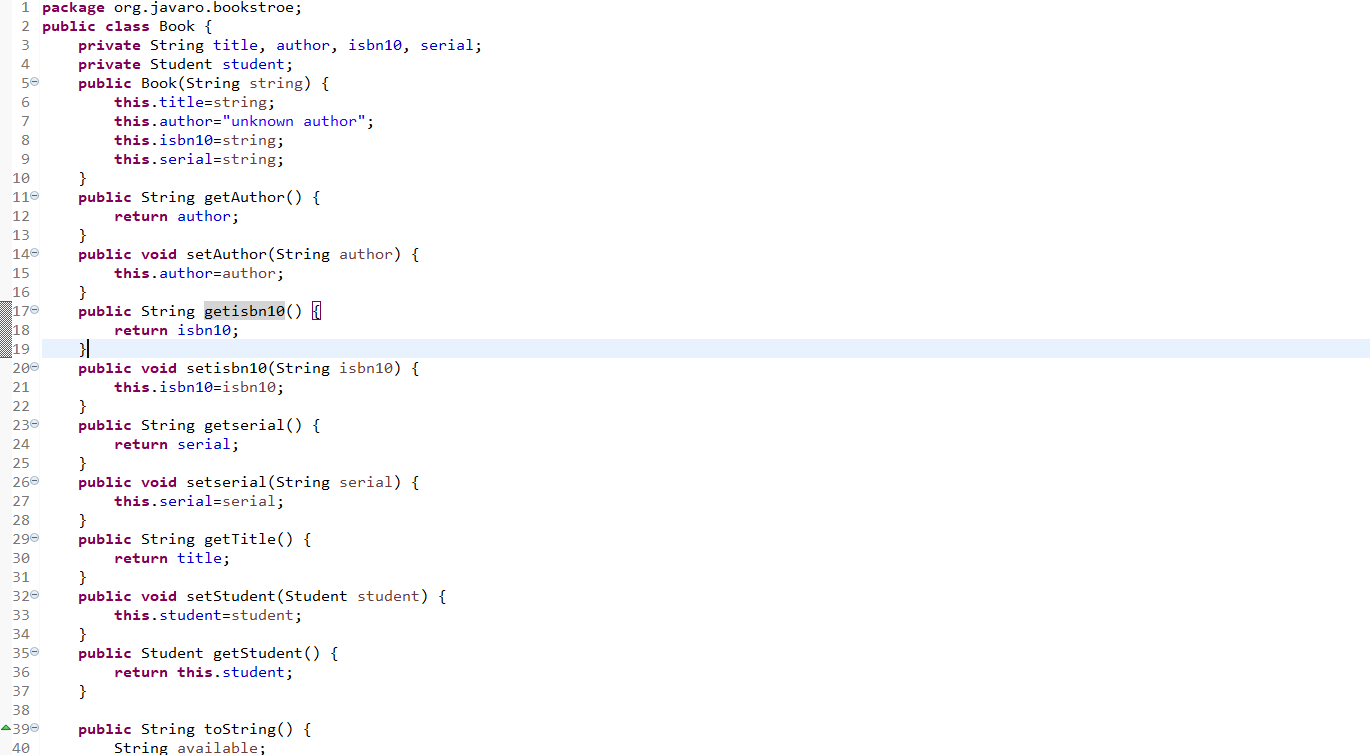 1 package org.javaro.bookstroe;
2 public class Book {
3     private String title, author, isbn10, serial;
4     private Student student;
5     public Book(String string) {
6         this.title=string;
7         this.author="unknown author";
8         this.isbn10=string;
9         this.serial=string;
10     }
11     public String getAuthor() {
12         return author;
13     }
14     public void setAuthor(String author) {
15         this.author=author;
16     }
17     public String getisbn10() {
18         return isbn10;
19     }
20     public void setisbn10(String isbn10) {
21         this.isbn10=isbn10;
22     }
23     public String getserial() {
24         return serial;
25     }
26     public void setserial(String serial) {
27         this.serial=serial;
28     }
29     public String getTitle() {
30         return title;
31     }
32     public void setStudent(Student student) {
33         this.student=student;
34     }
35     public Student getStudent() {
36         return this.student;
37     }
38
39     public String toString() {
40         String available;